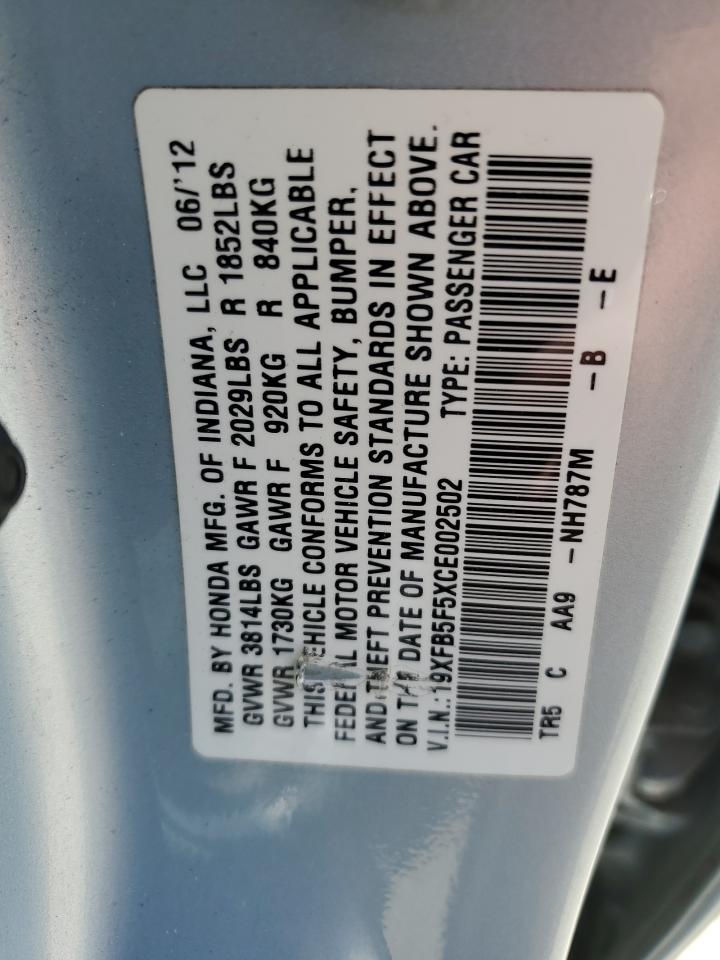 MFD. BY HONDA MFG. OF INDIANA, LLC 06/'12
GVWR 3814LBS GAWR F 2029LBS R 1852LBS
GVWR 1730KG GAWR F 920KG R 840KG
THIS VEHICLE CONFORMS TO ALL APPLICABLE
FEDERAL MOTOR VEHICLE SAFETY, BUMPER,
AND THEFT PREVENTION STANDARDS IN EFFECT
ON THE DATE OF MANUFACTURE SHOWN ABOVE.
V.I.N.:19XFB5F5XCE002502 TYPE: PASSENGER CAR
TR5 C AA9 -NH787M -B -E